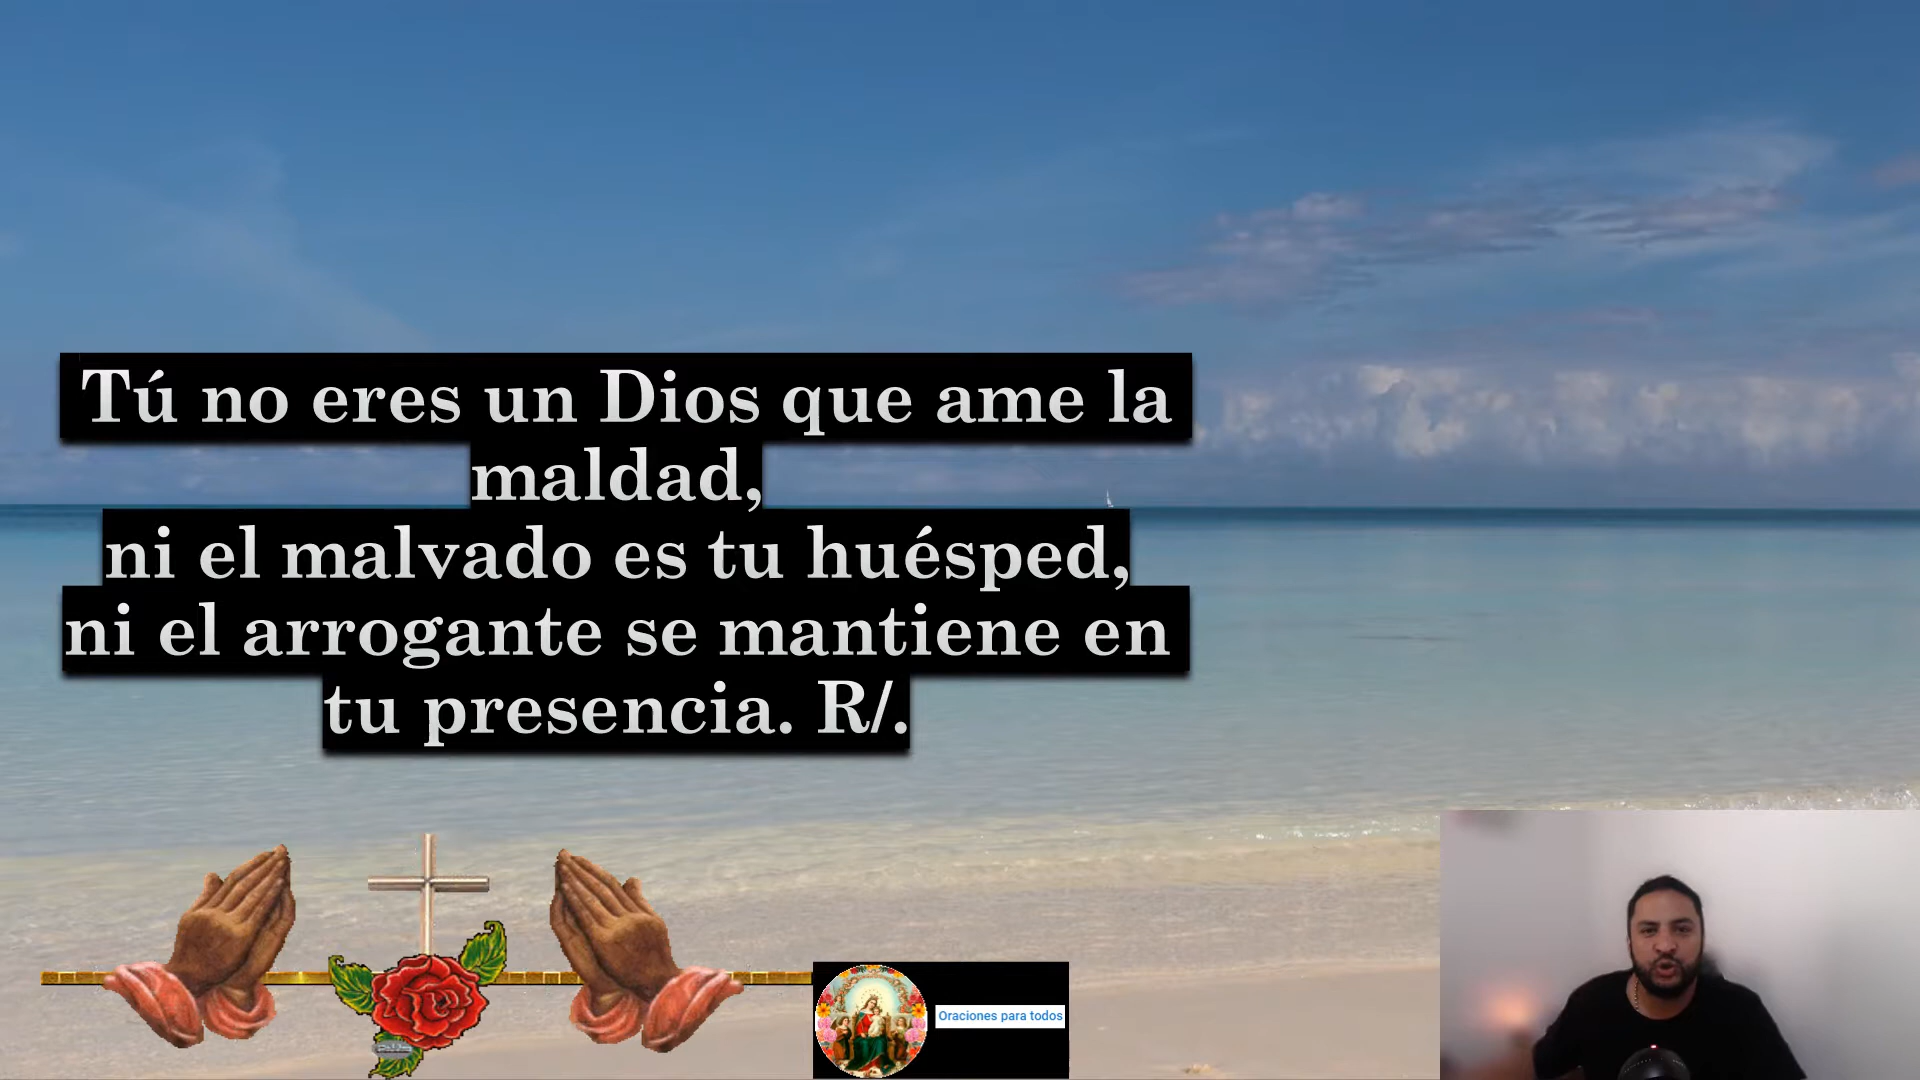 Tú no eres un Dios que ame la
maldad,
ni el malvado es tu huésped,
ni el arrogante se mantiene en
tu presencia. R/.
Oraciones para todos